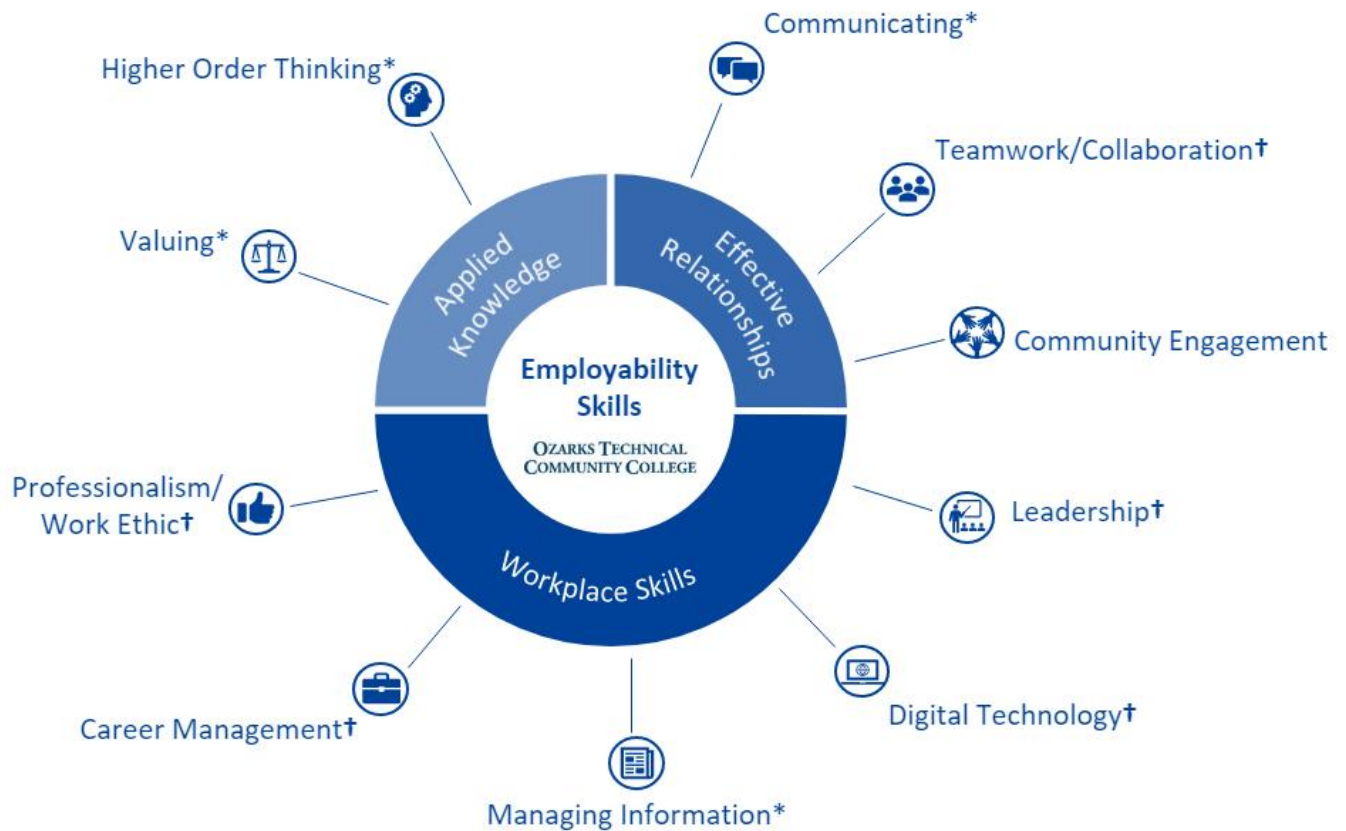 Communicating*
Higher Order Thinking*
Teamwork/Collaboration†
Valuing*
Applied
Knowledge
Effective
Relationships
Community Engagement
Employability
Skills
OZARKS TECHNICAL
COMMUNITY COLLEGE
Professionalism/
Work Ethic†
Leadership†
Workplace Skills
Career Management†
Digital Technology†
Managing Information*